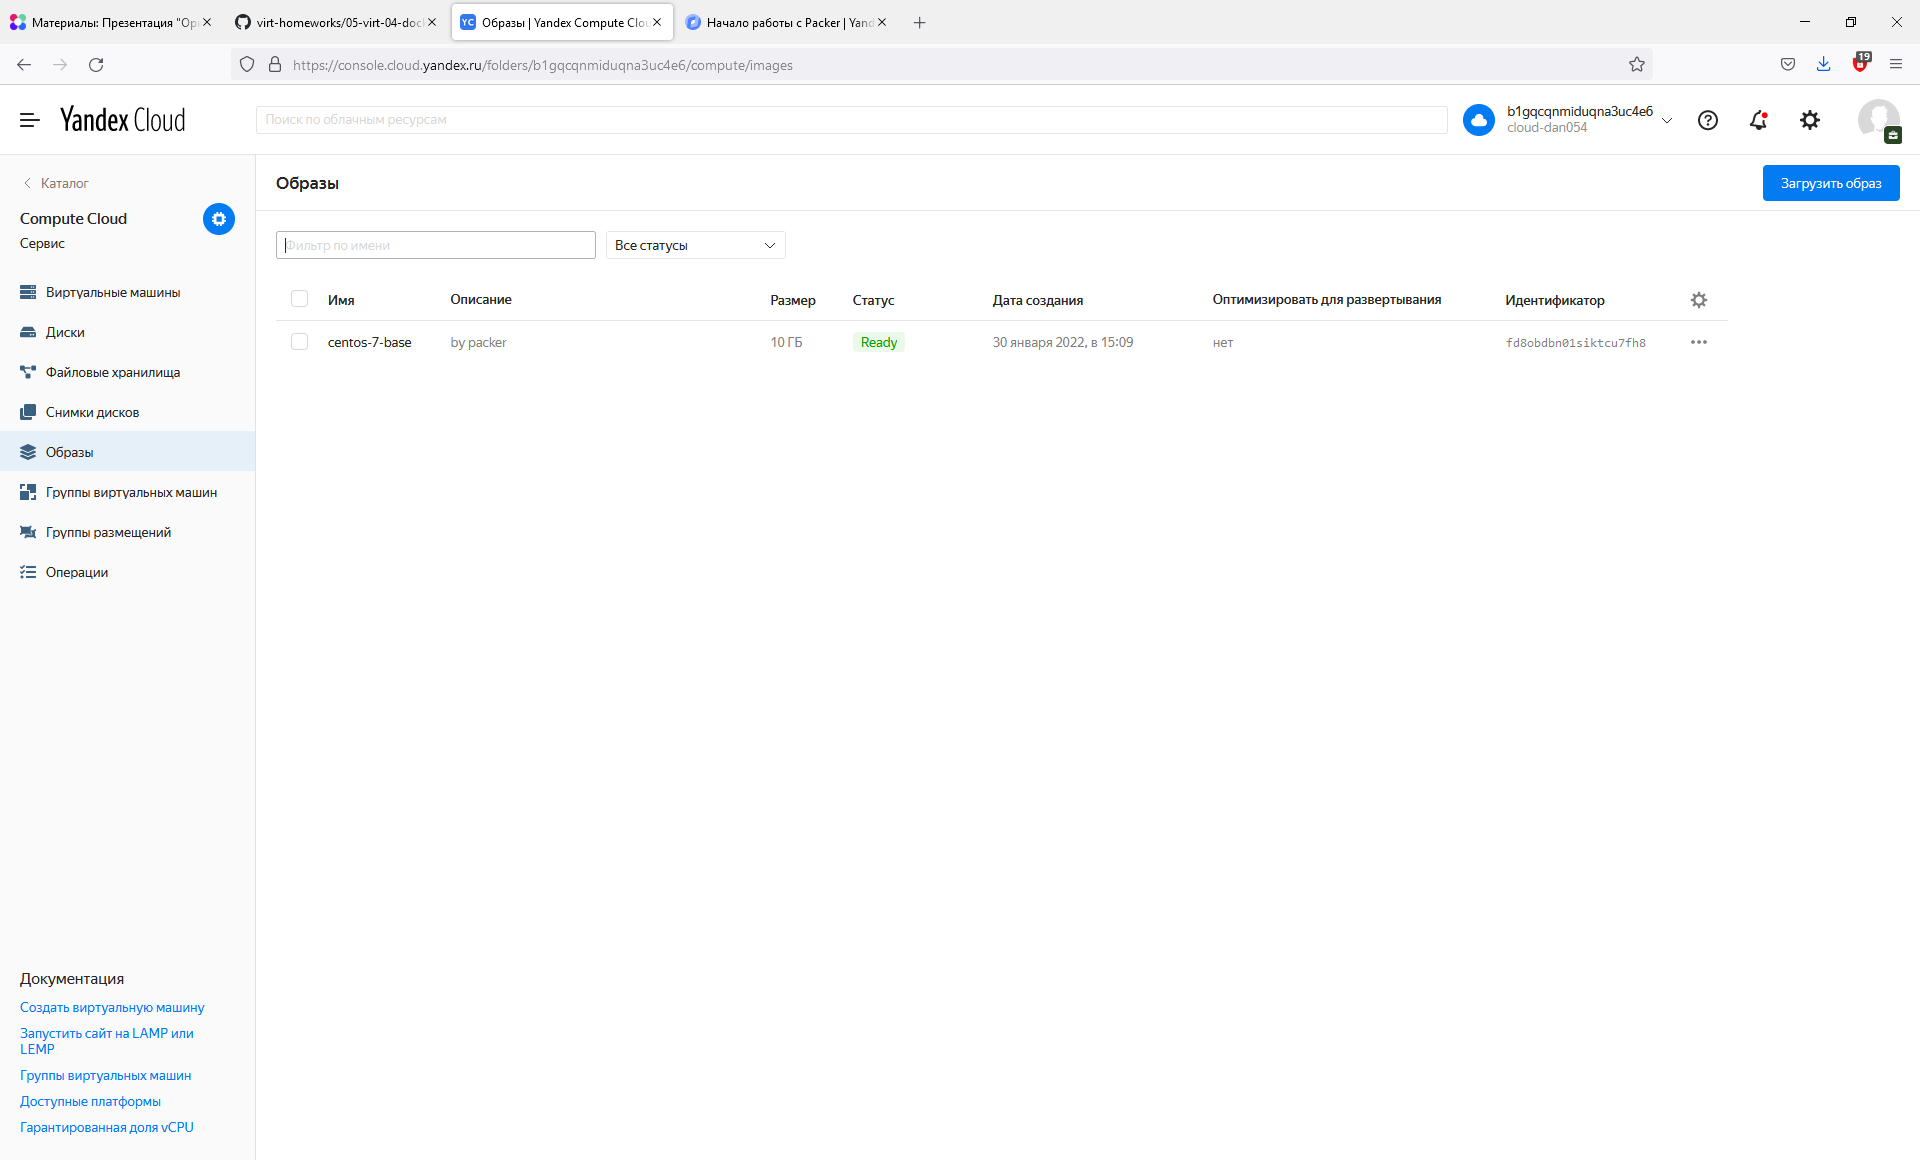 Материалы: Презентация "Ор
virt-homeworks/05-virt-04-doc
YC
Образы | Yandex Compute Clou
Начало работы с Packer | Yand
https://console.cloud.yandex.ru/folders/b1gqcqnmiduqna3uc4e6/compute/images
19
Yandex Cloud
Поиск по облачным ресурсам
b1gqcqnmiduqna3uc4e6
cloud-dan054
Каталог
Compute Cloud
Сервис
Виртуальные машины
Диски
Файловые хранилища
Снимки дисков
Образы
Группы виртуальных машин
Группы размещений
Операции
Документация
Создать виртуальную машину
Запустить сайт на LAMP или
LEMP
Группы виртуальных машин
Доступные платформы
Гарантированная доля vCPU
Образы
Загрузить образ
Фильтр по имени
Все статусы
Имя Описание Размер Статус Дата создания Оптимизировать для развертывания Идентификатор
centos-7-base by packer 10 ГБ Ready 30 января 2022, в 15:09 нет fd8obdbn01siktcu7fh8